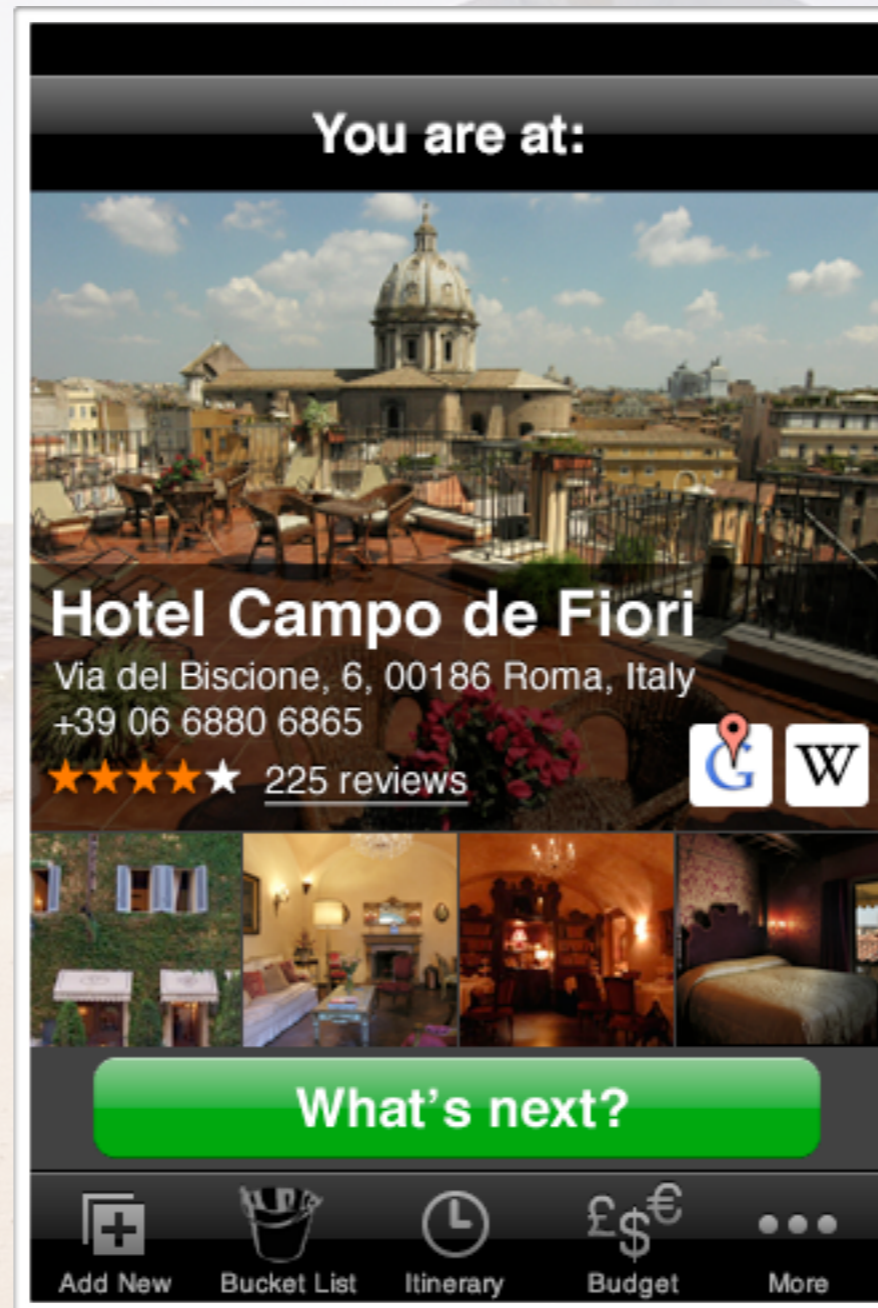 You are at:
Hotel Campo de Fiori
Via del Biscione, 6, 00186 Roma, Italy
+39 06 6880 6865
225 reviews
G W
What's next?
Add New Bucket List Itinerary Budget More